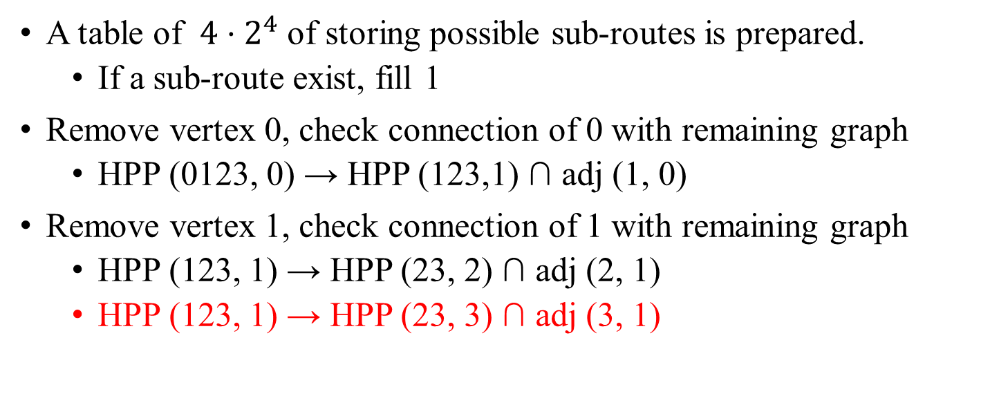 • A table of 4 · 2⁴ of storing possible sub-routes is prepared.
• If a sub-route exist, fill 1
• Remove vertex 0, check connection of 0 with remaining graph
• HPP (0123, 0) → HPP (123,1) ∩ adj (1, 0)
• Remove vertex 1, check connection of 1 with remaining graph
• HPP (123, 1) → HPP (23, 2) ∩ adj (2, 1)
• HPP (123, 1) → HPP (23, 3) ∩ adj (3, 1)